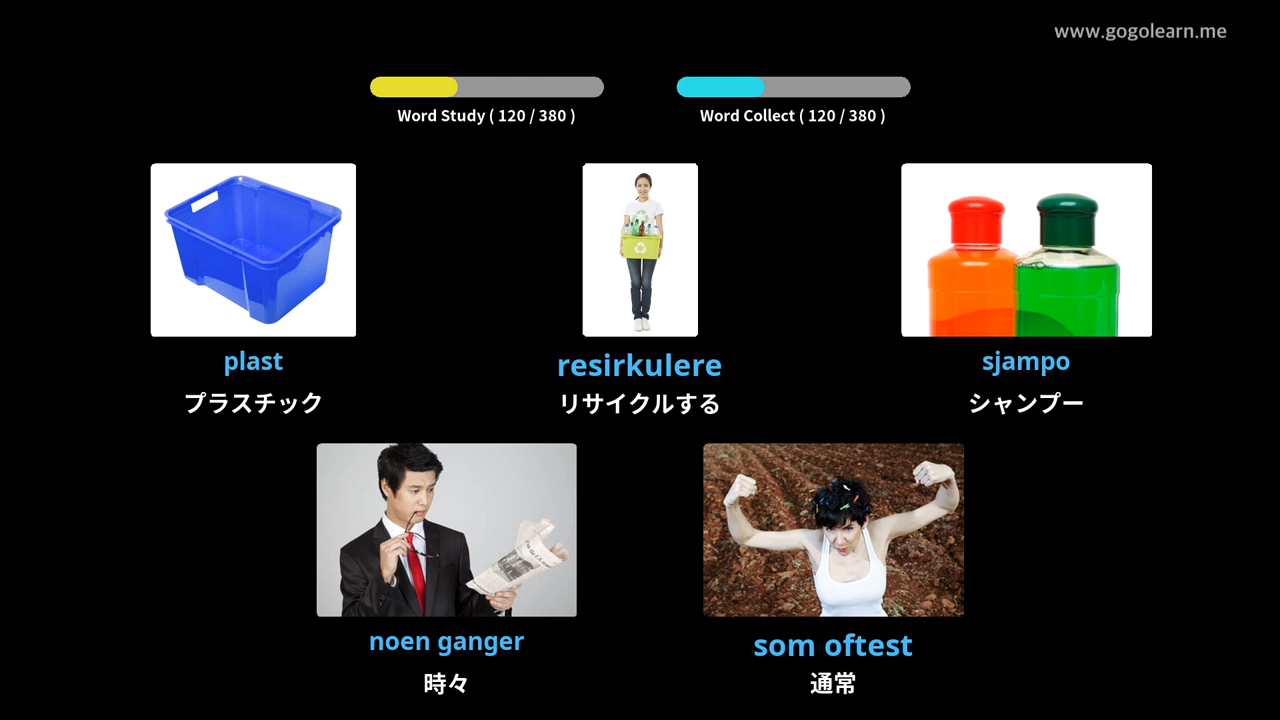 www.gogolearn.me
Word Study ( 120 / 380 )
Word Collect ( 120 / 380 )
plast
resirkulere
sjampo
プラスチック
リサイクルする
シャンプー
noen ganger
som oftest
時々
通常